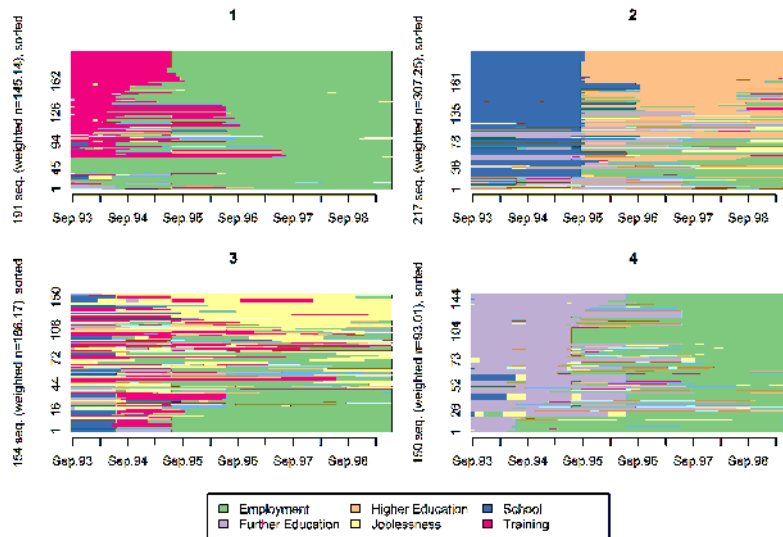 1
191 seq. (weighted n=145.14), sorted
1 45 94 126 162
Sep.93 Sep.94 Sep.95 Sep.96 Sep.97 Sep.98
2
217 seq. (weighted n=307.25), sorted
1 38 78 135 181
Sep.93 Sep.94 Sep.95 Sep.96 Sep.97 Sep.98
3
154 seq. (weighted n=166.17), sorted
1 16 44 72 108 150
Sep.93 Sep.94 Sep.95 Sep.96 Sep.97 Sep.98
4
150 seq. (weighted n=93.01), sorted
1 29 52 73 104 144
Sep.93 Sep.94 Sep.95 Sep.96 Sep.97 Sep.98
Employment Higher Education School
Further Education Joblessness Training